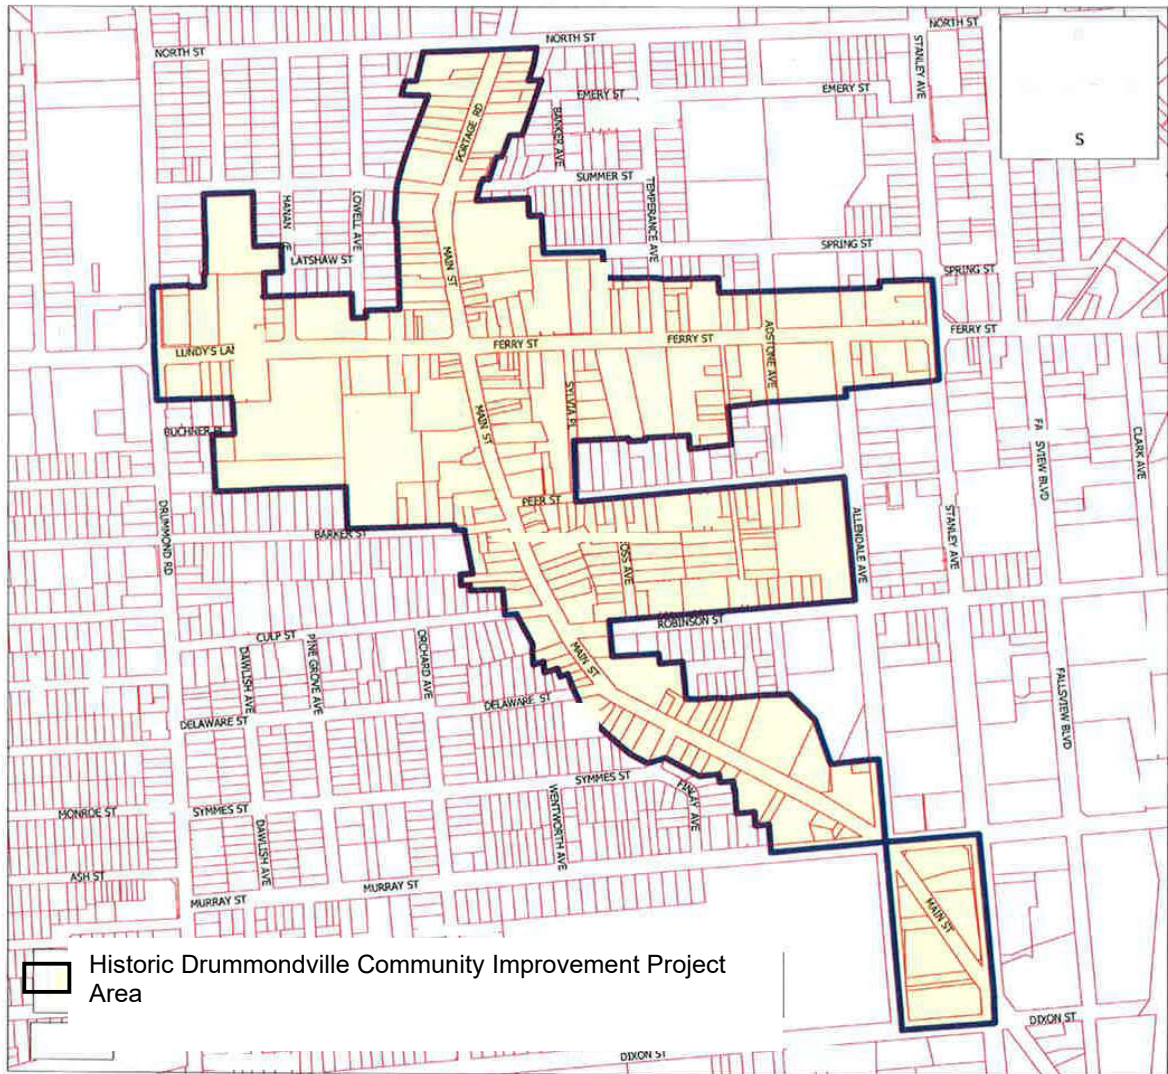 NORTH ST
NORTH ST
NORTH ST
STANLEY AVE
EMERY ST
EMERY ST
PORTAGE RD
BANKER AVE
S
SUMMER ST
TEMPERANCE AVE
HANAN
LOWELL AVE
MAIN ST
SPRING ST
LATSHAW ST
SPRING ST
FERRY ST
LUNDY'S
FERRY ST
FERRY ST
ADSTONE AVE
SYLVIA PL
MAIN ST
BUCHNER PL
CLARK AVE
VIEW BLVD
PEER ST
DRUMMOND RD
BARKER ST
ALLENDALE AVE
STANLEY AVE
OSS AVE
ROBINSON ST
CULP ST
PINE GROVE AVE
ORCHARD AVE
DAWLISH AVE
MAIN ST
FALLSVIEW BLVD
DELAWARE ST
DELAWARE ST
SYMMES ST
FINLAY AVE
WENTWORTH AVE
MONROE ST
SYMMES ST
DAWLISH AVE
ASH ST
MURRAY ST
MURRAY ST
MAIN ST
Historic Drummondville Community Improvement Project
Area
DIXON ST
DIXON ST